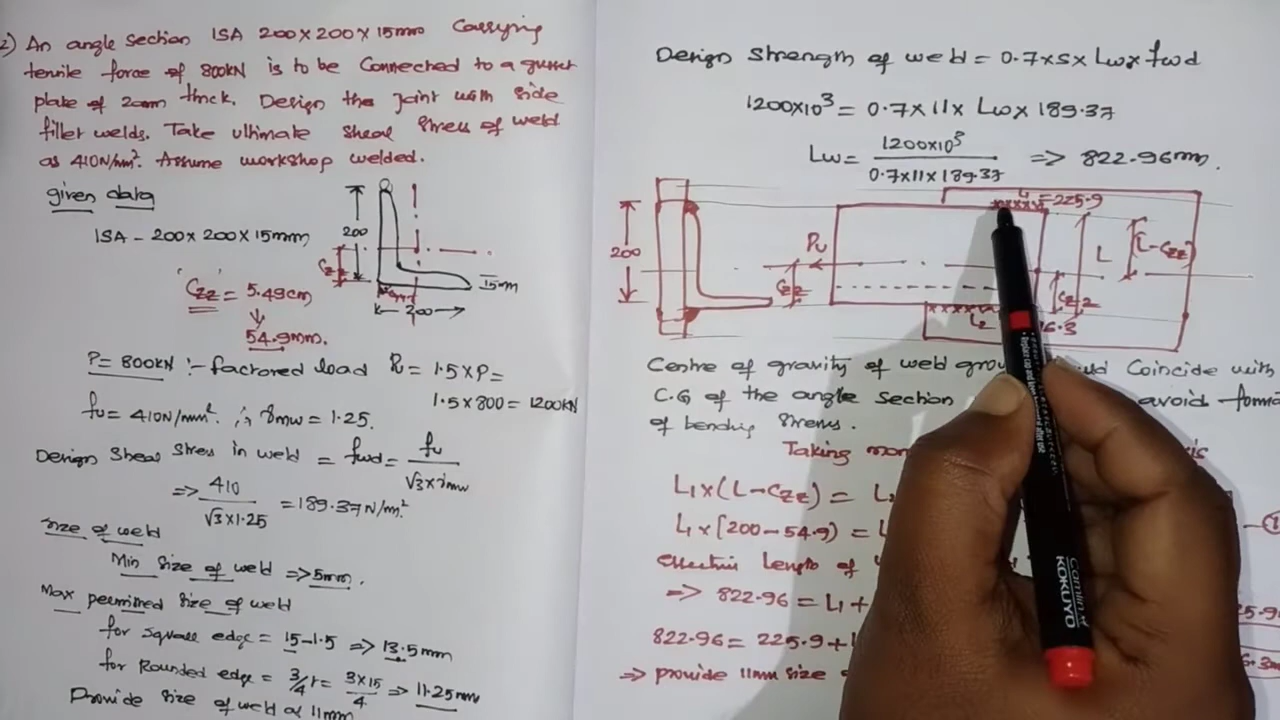 2) An angle section ISA 200×200×15mm Carrying
tensile force of 800kN is to be Connected to a gusset
plate of 20mm thick. Design the Joint with side
fillet welds. Take ultimate shear stress of weld
as 410N/mm². Assume workshop welded.
given data
ISA - 200×200×15mm
Czz = 5.49cm
54.9mm.
200
Czz
15mm
200
P= 800kN :- factored load Pu = 1.5×P=
1.5×800 = 1200kN
fu= 410N/mm². ∴ γmw = 1.25.
Design Shear Stress in weld = fwd = fu / √3×γmw
=> 410 / √3×1.25 = 189.37N/mm².
size of weld
Min size of weld => 5mm.
Max permitted size of weld
for square edge = 15-1.5 => 13.5mm
for Rounded edge = 3/4 t = 3×15/4 => 11.25mm
Provide size of weld as 11mm
Design Strength of weld = 0.7×S×Lw×fwd
1200×10³ = 0.7×11×Lw×189.37
Lw = 1200×10³ / 0.7×11×189.37 => 822.96mm.
L1 = 225.9
200
Pu
Czz
L
(L-Czz)
Czz
L2
6.3
Centre of gravity of weld Coincide with
C.G of the angle section avoid
of bending stress.
Taking
L1×(L-Czz) =
L1×[200-54.9) =
effective length of
=> 822.96 = L1+
822.96 = 225.9+
=> provide 11mm size
KOKUYO
Camlin